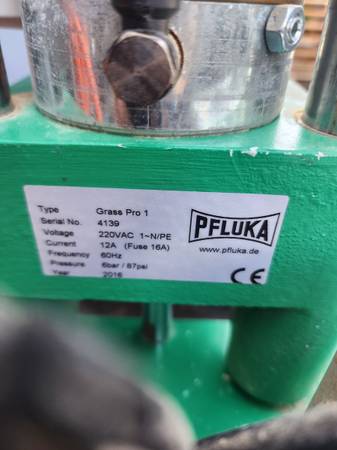 Type Grass Pro 1
Serial No. 4139
Voltage 220VAC 1~N/PE
Current 12A (Fuse 16A)
Frequency 60Hz
Pressure 6bar / 87psi
Year 2016
PFLUKA
www.pfluka.de
CE